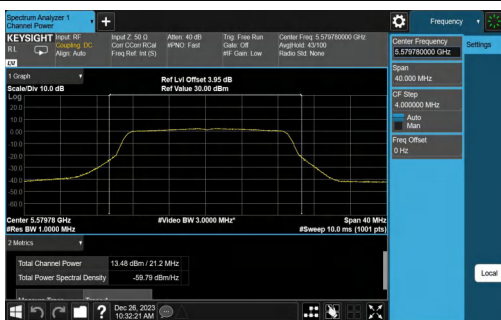 Spectrum Analyzer 1
Channel Power
Frequency
KEYSIGHT Input: RF
RL
Coupling: DC
Align: Auto
Input Z: 50 Ω
Corr CCorr RCal
Freq Ref: Int (S)
Atten: 40 dB
#PNO: Fast
Trig: Free Run
Gate: Off
#IF Gain: Low
Center Freq: 5.579780000 GHz
Avg|Hold: 43/100
Radio Std: None
LW
Center Frequency
5.579780000 GHz
Settings
Span
40.000 MHz
CF Step
4.000000 MHz
Auto
Man
Freq Offset
0 Hz
1 Graph
Scale/Div 10.0 dB
Ref Lvl Offset 3.95 dB
Ref Value 30.00 dBm
Log
20.0
10.0
0.00
-10.0
-20.0
-30.0
-40.0
-50.0
-60.0
Center 5.57978 GHz
#Res BW 1.0000 MHz
#Video BW 3.0000 MHz*
Span 40 MHz
#Sweep 10.0 ms (1001 pts)
2 Metrics
Total Channel Power 13.48 dBm / 21.2 MHz
Total Power Spectral Density -59.79 dBm/Hz
Local
Dec 26, 2023
10:32:21 AM